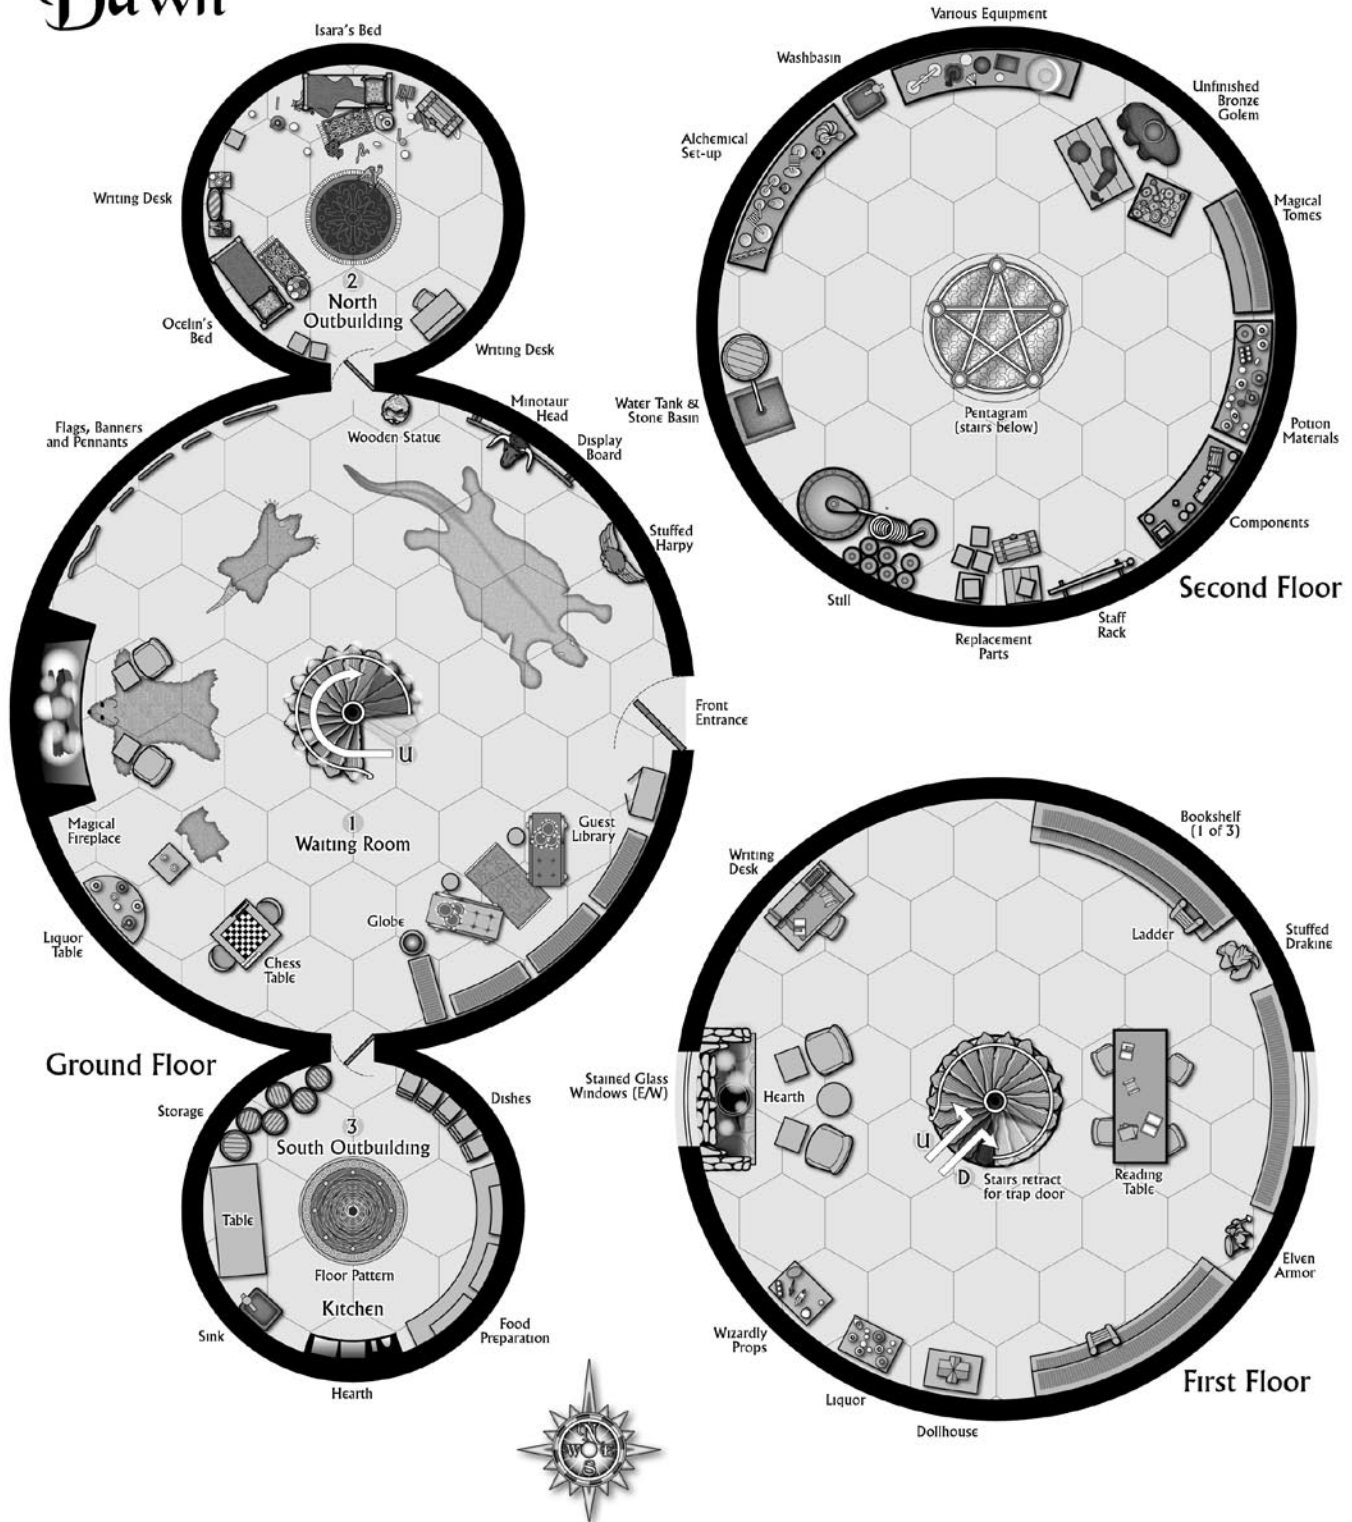 Dawn
Isara's Bed
Writing Desk
2
North
Outbuilding
Ocelin's
Bed
Writing Desk
Flags, Banners
and Pennants
Wooden Statue
Minotaur
Head
Display
Board
Stuffed
Harpy
Front
Entrance
U
1
Waiting Room
Magical
Fireplace
Guest
Library
Globe
Liquor
Table
Chess
Table
Ground Floor
Storage
Dishes
3
South Outbuilding
Table
Floor Pattern
Kitchen
Sink
Food
Preparation
Hearth
Various Equipment
Washbasin
Unfinished
Bronze
Golem
Alchemical
Set-up
Magical
Tomes
Water Tank &
Stone Basin
Pentagram
(stairs below)
Potion
Materials
Components
Still
Replacement
Parts
Staff
Rack
Second Floor
Bookshelf
(1 of 3)
Writing
Desk
Ladder
Stuffed
Drakine
Stained Glass
Windows (E/W)
Hearth
U
D
Stairs retract
for trap door
Reading
Table
Elven
Armor
Wizardly
Props
Liquor
Dollhouse
First Floor
N
W E
S